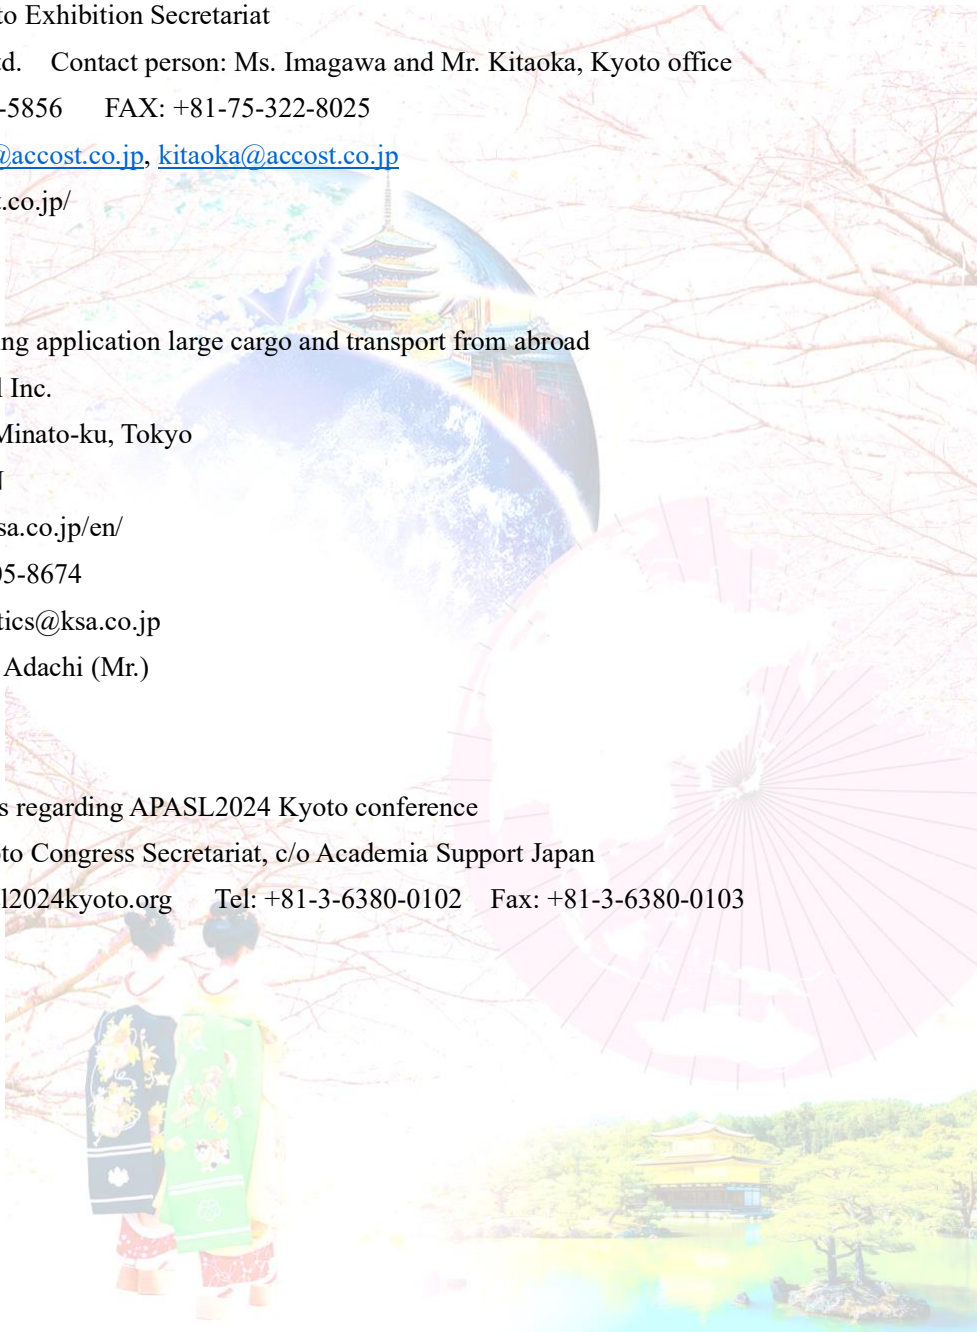 to Exhibition Secretariat
td. Contact person: Ms. Imagawa and Mr. Kitaoka, Kyoto office
-5856 FAX: +81-75-322-8025
@accost.co.jp, kitaoka@accost.co.jp
t.co.jp/
ng application large cargo and transport from abroad
l Inc.
Minato-ku, Tokyo
sa.co.jp/en/
05-8674
tics@ksa.co.jp
Adachi (Mr.)
s regarding APASL2024 Kyoto conference
oto Congress Secretariat, c/o Academia Support Japan
l2024kyoto.org Tel: +81-3-6380-0102 Fax: +81-3-6380-0103